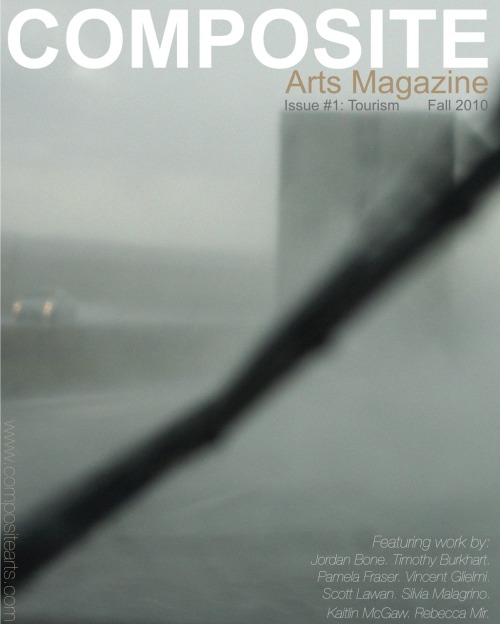 COMPOSITE
Arts Magazine
Issue #1: Tourism Fall 2010
www.compositearts.com
Featuring work by:
Jordan Bone. Timothy Burkhart.
Pamela Fraser. Vincent Glielmi.
Scott Lawan. Silvia Malagrino.
Kaitlin McGaw. Rebecca Mir.